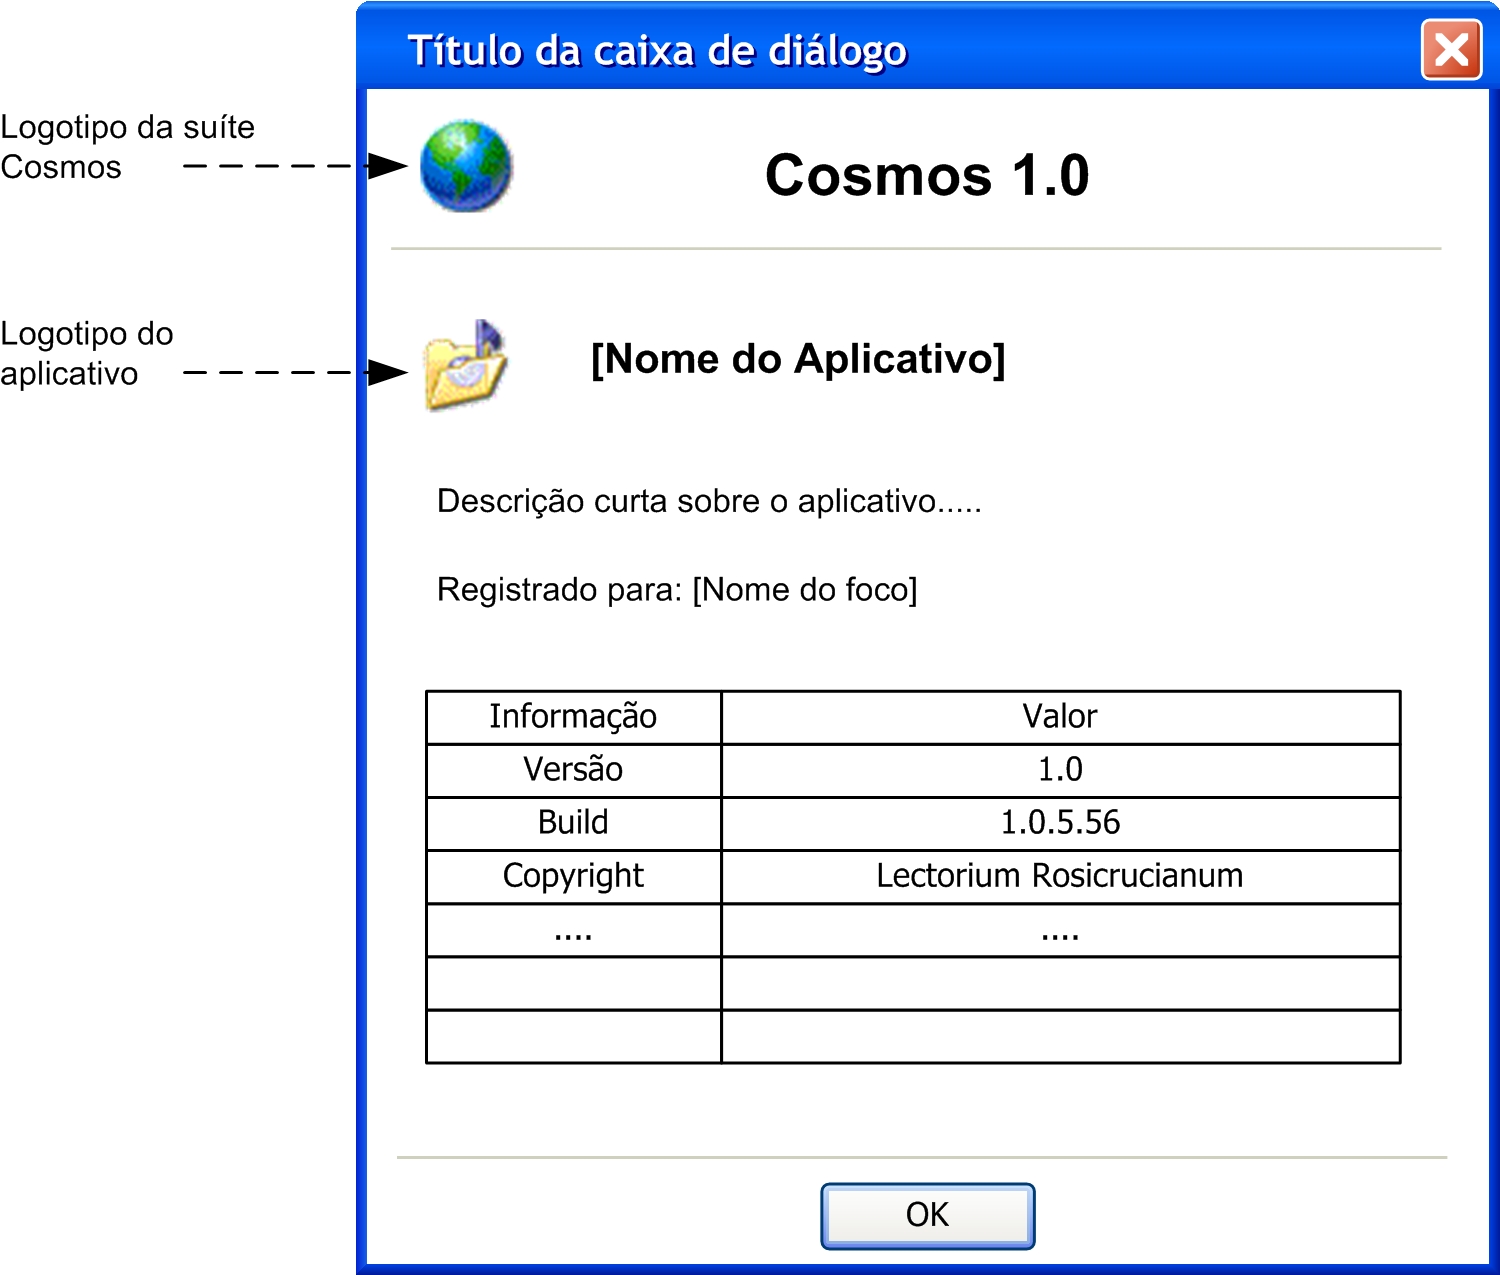 Título da caixa de diálogo
Logotipo da suíte
Cosmos
Cosmos 1.0
Logotipo do
aplicativo
[Nome do Aplicativo]
Descrição curta sobre o aplicativo.....
Registrado para: [Nome do foco]
Informação Valor
Versão 1.0
Build 1.0.5.56
Copyright Lectorium Rosicrucianum
.... ....
OK